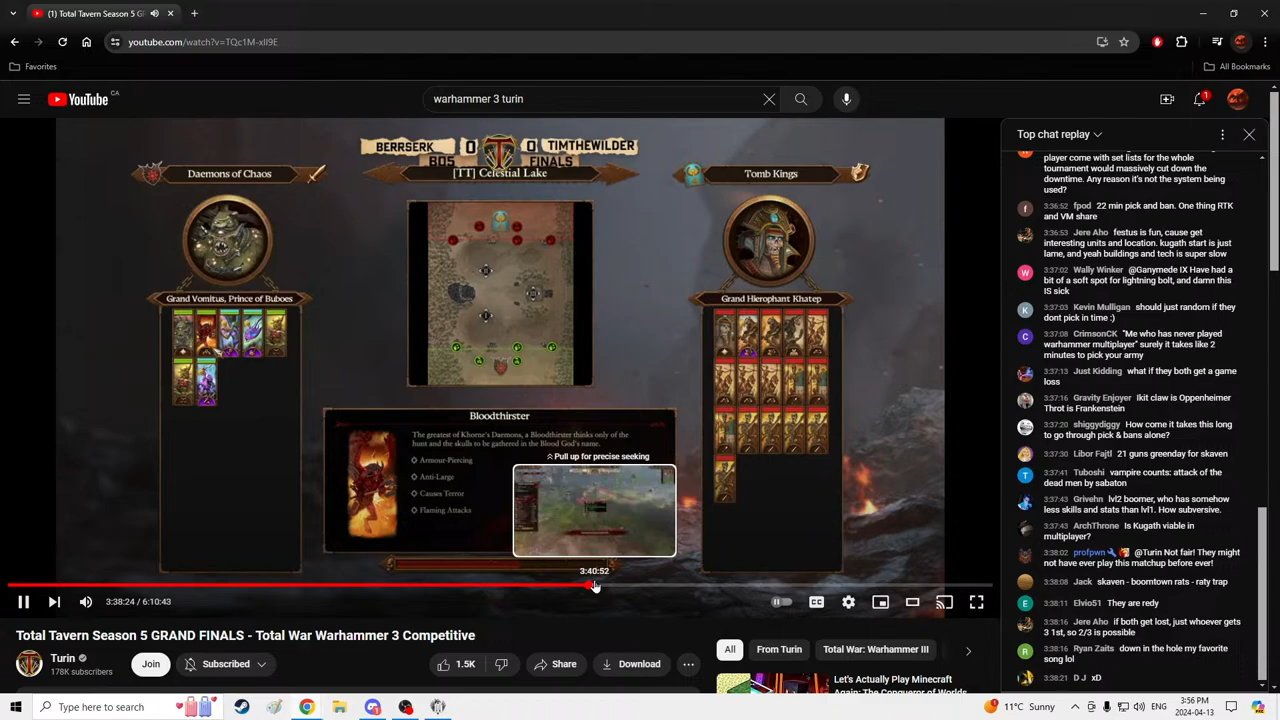 (1) Total Tavern Season 5 GF
youtube.com/watch?v=TQc1M-xII9E
Favorites
All Bookmarks
YouTube CA
warhammer 3 turin
1
BERRSERK 0 0 TIMTHEWILDER
BO5 FINALS
Daemons of Chaos
[TT] Celestial Lake
Tomb Kings
Grand Vomitus, Prince of Buboes
Grand Hierophant Khatep
Bloodthirster
The greatest of Khorne's Daemons, a Bloodthirster thinks only of the
hunt and the skulls to be gathered in the Blood God's name.
Armour-Piercing
Anti-Large
Causes Terror
Flaming Attacks
Pull up for precise seeking
3:40:52
3:38:24 / 6:10:43
CC
Total Tavern Season 5 GRAND FINALS - Total War Warhammer 3 Competitive
Turin
178K subscribers
Join
Subscribed
1.5K
Share
Download
Top chat replay
player come with set lists for the whole
tournament would massively cut down the
downtime. Any reason it's not the system being
used?
f
3:36:52 fpod 22 min pick and ban. One thing RTK
and VM share
3:36:53 Jere Aho festus is fun, cause get
interesting units and location. kugath start is just
lame, and yeah buildings and tech is super slow
W
3:37:02 Wally Winker @Ganymede IX Have had a
bit of a soft spot for lightning bolt, and damn this
IS sick
K
3:37:03 Kevin Mulligan should just random if they
dont pick in time :)
C
3:37:08 CrimsonCK "Me who has never played
warhammer multiplayer" surely it takes like 2
minutes to pick your army
3:37:13 Just Kidding what if they both get a game
loss
3:37:16 Gravity Enjoyer Ikit claw is Oppenheimer
Throt is Frankenstein
3:37:20 shiggydiggy How come it takes this long
to go through pick & bans alone?
3:37:30 Libor Fajtl 21 guns greenday for skaven
T
3:37:41 Tuboshi vampire counts: attack of the
dead men by sabaton
3:37:43 Grivehn lvl2 boomer, who has somehow
less skills and stats than lvl1. How subversive.
3:37:43 ArchThrone Is Kugath viable in
multiplayer?
3:38:02 profpwn @Turin Not fair! They might
not have ever play this matchup before ever!
3:38:08 Jack skaven - boomtown rats - raty trap
E
3:38:11 Elvio51 They are redy
3:38:16 Jere Aho if both get lost, just whoever gets
3 1st, so 2/3 is possible
R
3:38:16 Ryan Zaits down in the hole my favorite
song lol
3:38:21 D J xD
All
From Turin
Total War: Warhammer III
Let's Actually Play Minecraft
Again: The Conqueror of Worlds
Type here to search
11°C Sunny
3:56 PM
2024-04-13